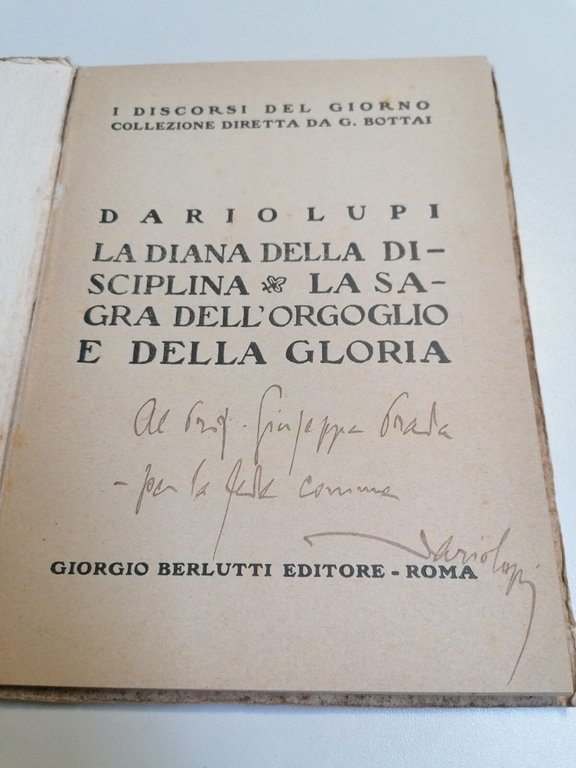 I DISCORSI DEL GIORNO
COLLEZIONE DIRETTA DA G. BOTTAI
DARIO LUPI
LA DIANA DELLA DI-
SCIPLINA LA SA-
GRA DELL'ORGOGLIO
E DELLA GLORIA
Al Prof. Giuseppe Prada
- per la fede comune
Dario Lupi
GIORGIO BERLUTTI EDITORE - ROMA